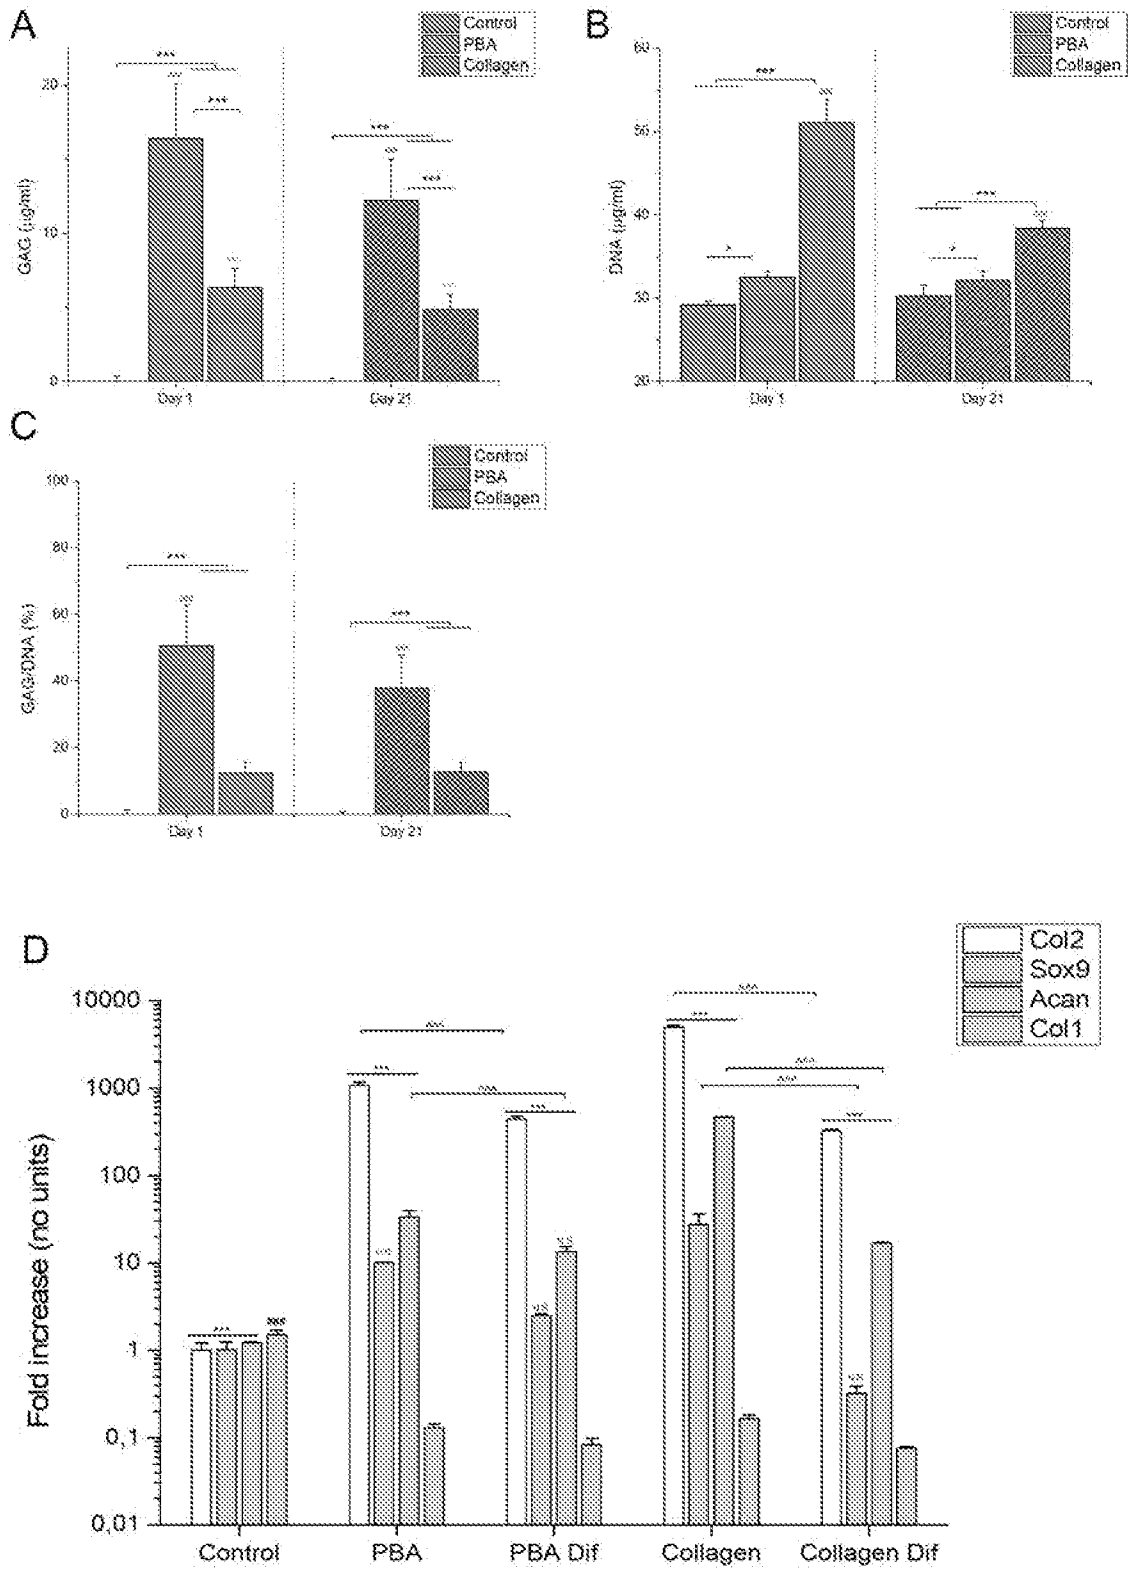 A
Control
PBA
Collagen
***
***
20
10
0
GAG (µg/ml)
***
***
Day 1
Day 21
B
Control
PBA
Collagen
60
50
40
30
20
DNA (µg/ml)
***
*
***
*
Day 1
Day 21
C
Control
PBA
Collagen
100
80
60
40
20
0
GAG/DNA (%)
***
***
Day 1
Day 21
D
Col2
Sox9
Acan
Col1
10000
1000
100
10
1
0,1
0,01
Fold increase (no units)
Control
PBA
PBA Dif
Collagen
Collagen Dif